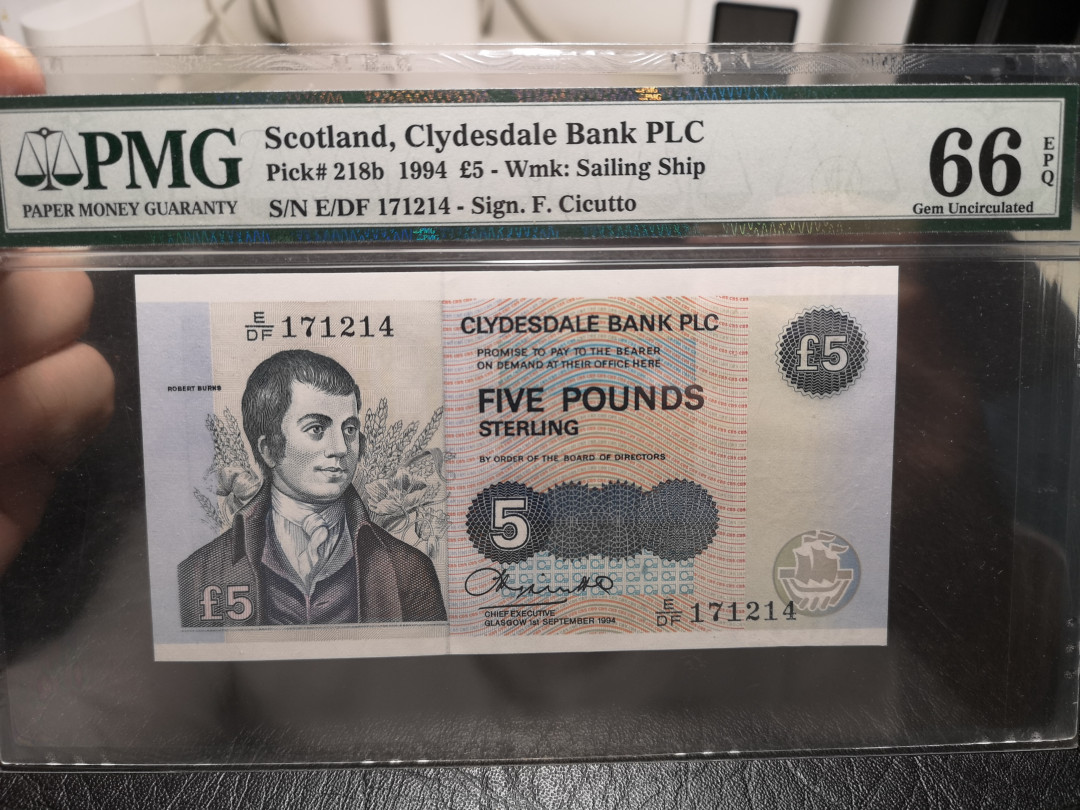 PMG
PAPER MONEY GUARANTY
Scotland, Clydesdale Bank PLC
Pick# 218b 1994 £5 - Wmk: Sailing Ship
S/N E/DF 171214 - Sign. F. Cicutto
66
EPQ
Gem Uncirculated
E/DF 171214
ROBERT BURNS
£5
CLYDESDALE BANK PLC
PROMISE TO PAY TO THE BEARER
ON DEMAND AT THEIR OFFICE HERE
FIVE POUNDS
STERLING
BY ORDER OF THE BOARD OF DIRECTORS
5
CHIEF EXECUTIVE
GLASGOW 1st SEPTEMBER 1994
£5
E/DF 171214